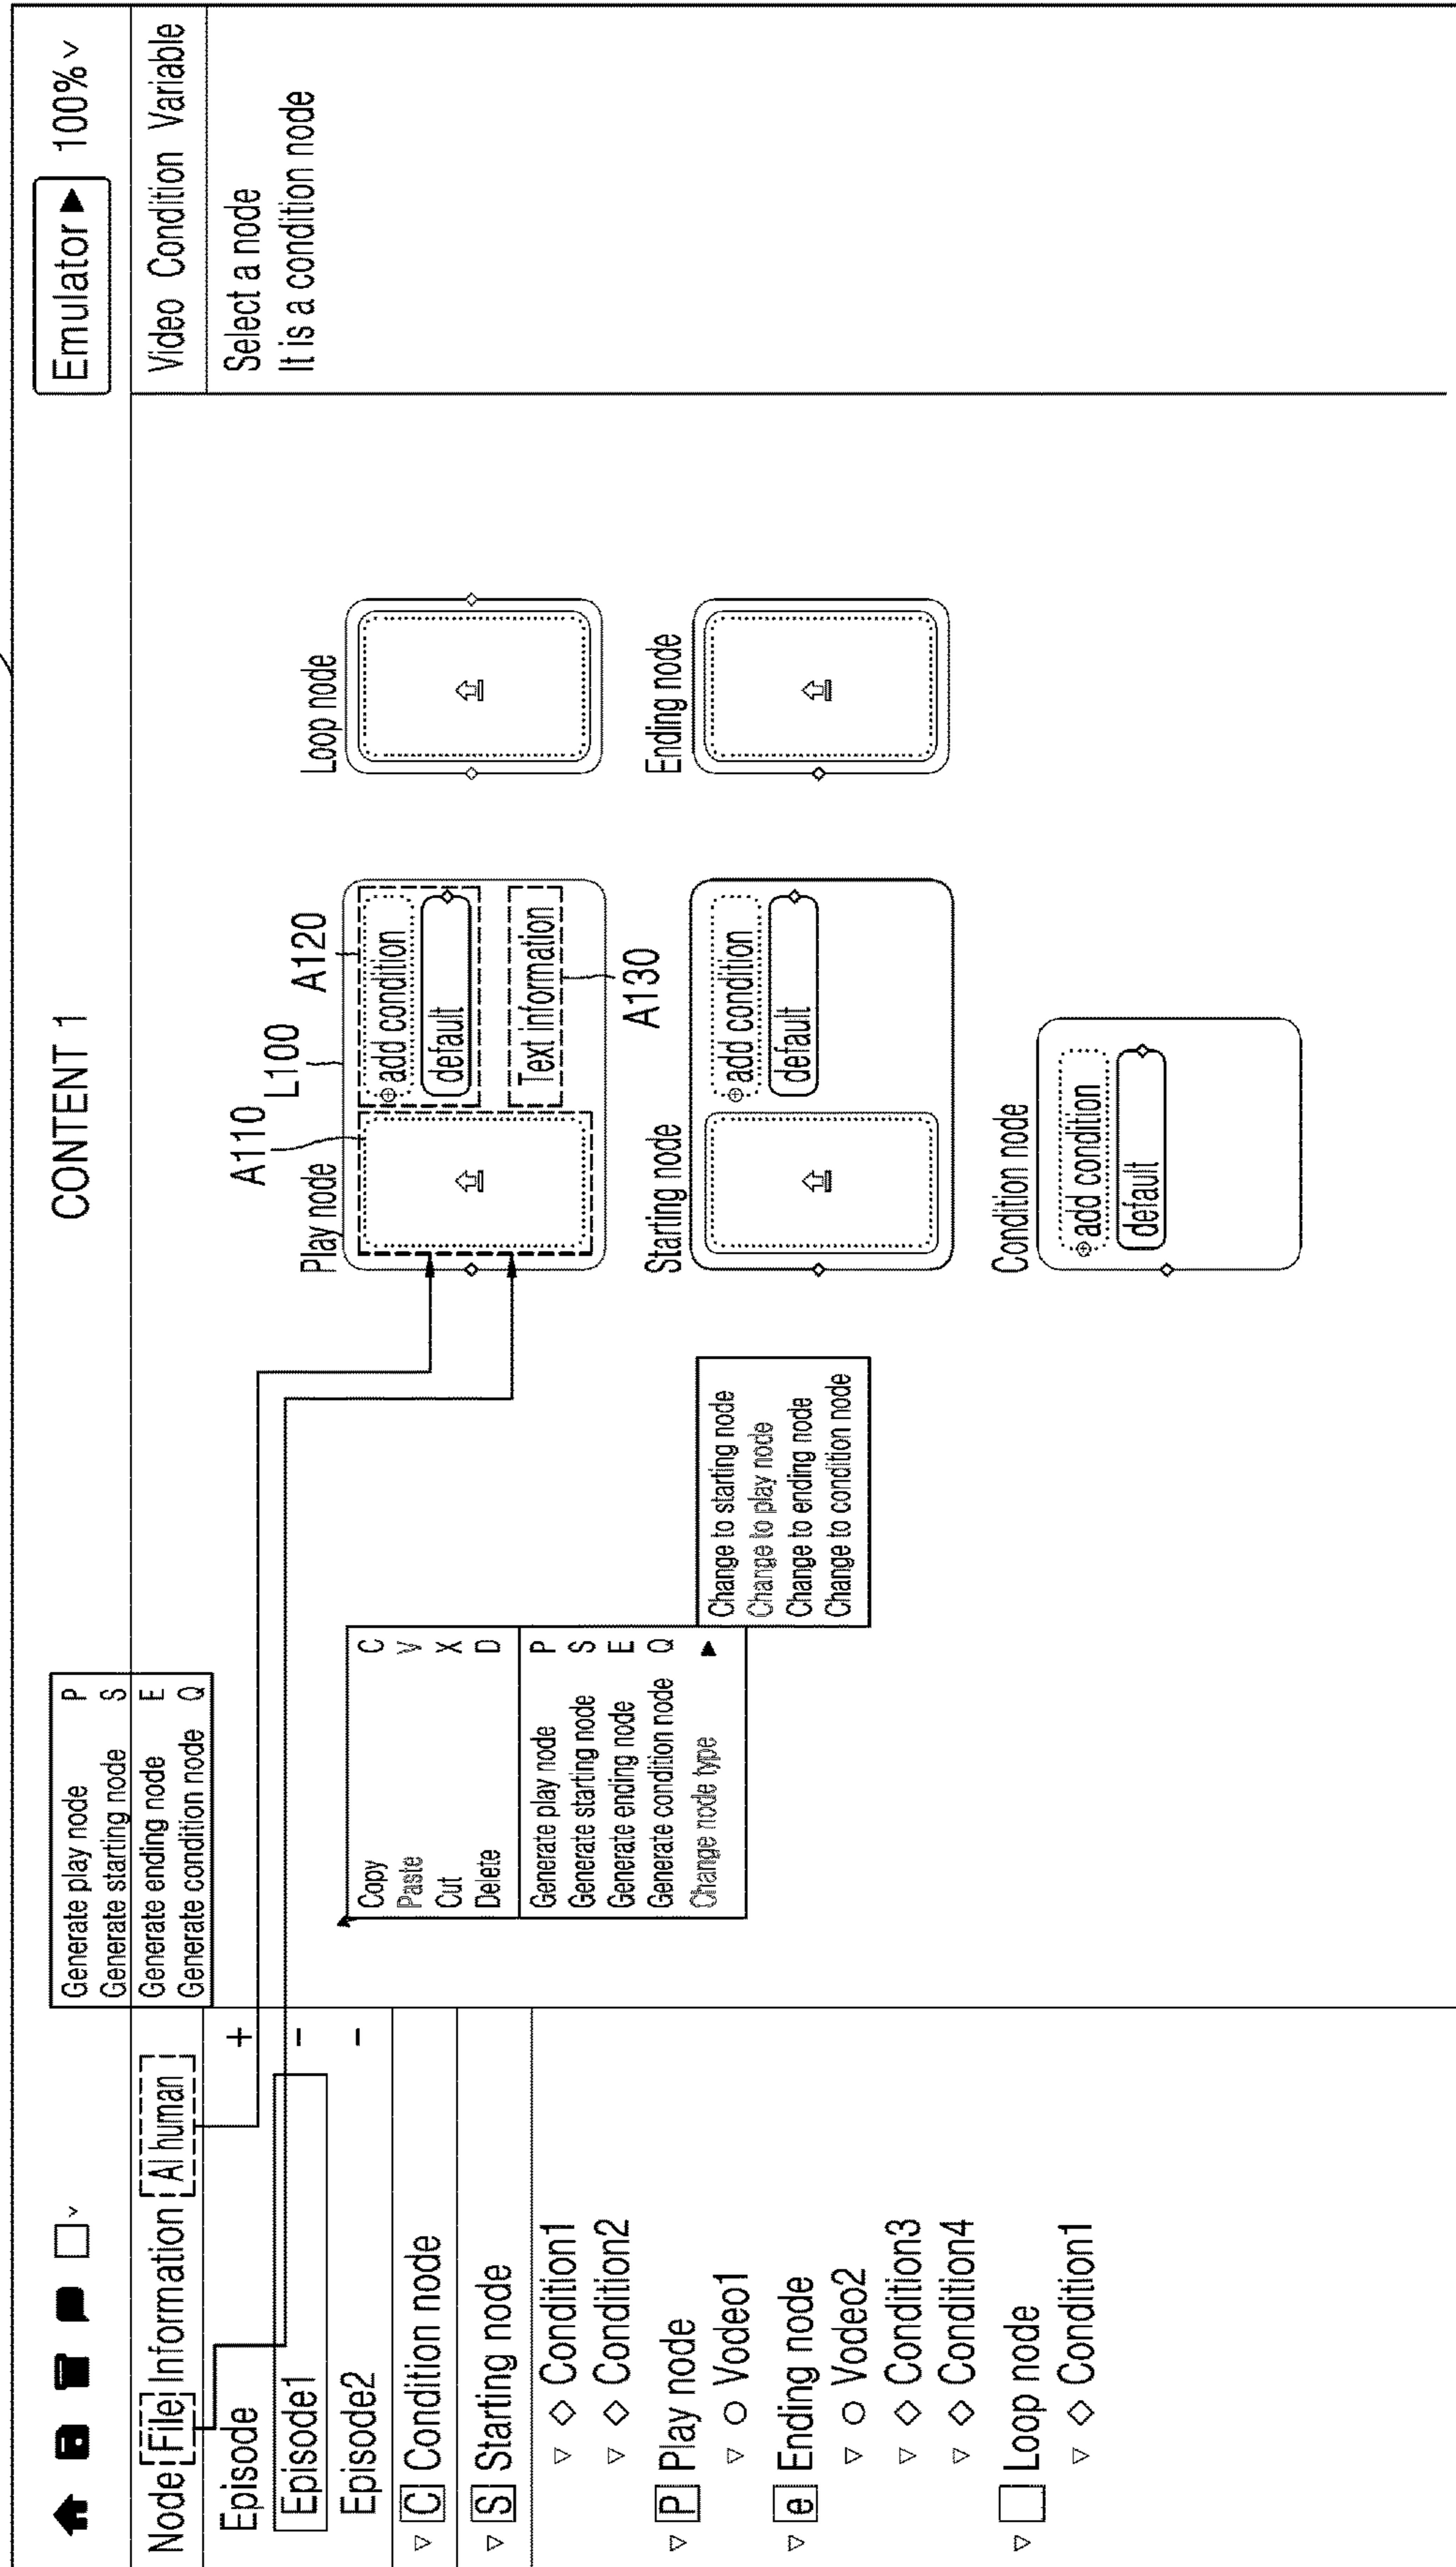 CONTENT 1
Emulator ▶ 100%
Generate play node P
Generate starting node S
Generate ending node E
Generate condition node Q
Node File Information AI human
Video Condition Variable
Episode +
Episode1 -
Episode2 -
C Condition node
S Starting node
Condition1
Condition2
P Play node
Vodeo1
e Ending node
Vodeo2
Condition3
Condition4
Loop node
Condition1
Copy C
Paste V
Cut X
Delete D
Generate play node P
Generate starting node S
Generate ending node E
Generate condition node Q
Change node type ▶
Change to starting node
Change to play node
Change to ending node
Change to condition node
A110
L100
A120
Play node
add condition
default
Text information
A130
Loop node
Starting node
add condition
default
Ending node
Condition node
add condition
default
Select a node
It is a condition node